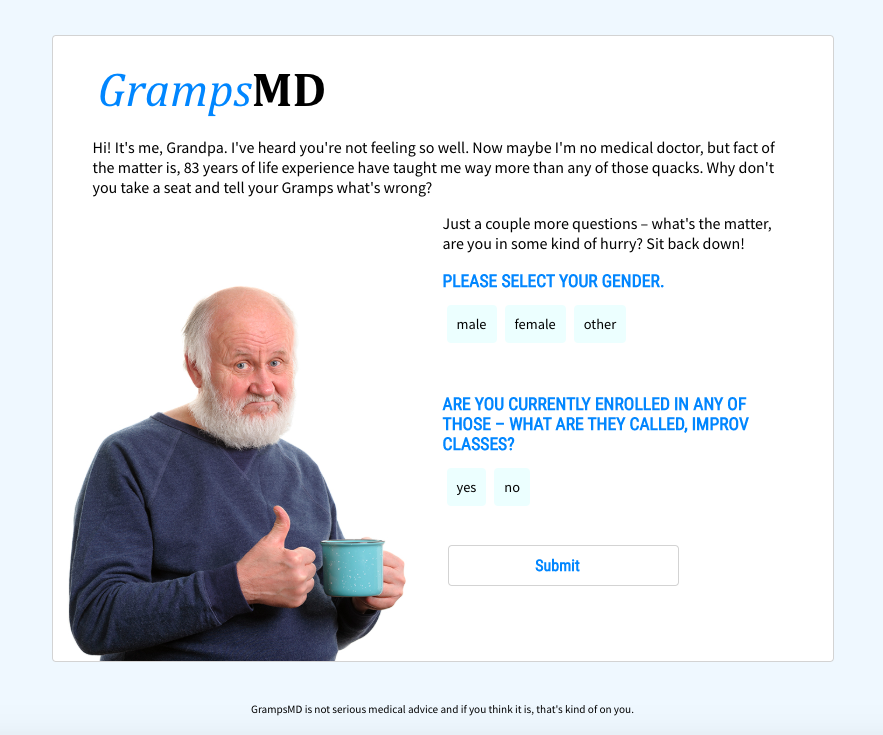 GrampsMD
Hi! It's me, Grandpa. I've heard you're not feeling so well. Now maybe I'm no medical doctor, but fact of
the matter is, 83 years of life experience have taught me way more than any of those quacks. Why don't
you take a seat and tell your Gramps what's wrong?
Just a couple more questions – what's the matter,
are you in some kind of hurry? Sit back down!
PLEASE SELECT YOUR GENDER.
male female other
ARE YOU CURRENTLY ENROLLED IN ANY OF
THOSE – WHAT ARE THEY CALLED, IMPROV
CLASSES?
yes no
Submit
GrampsMD is not serious medical advice and if you think it is, that's kind of on you.